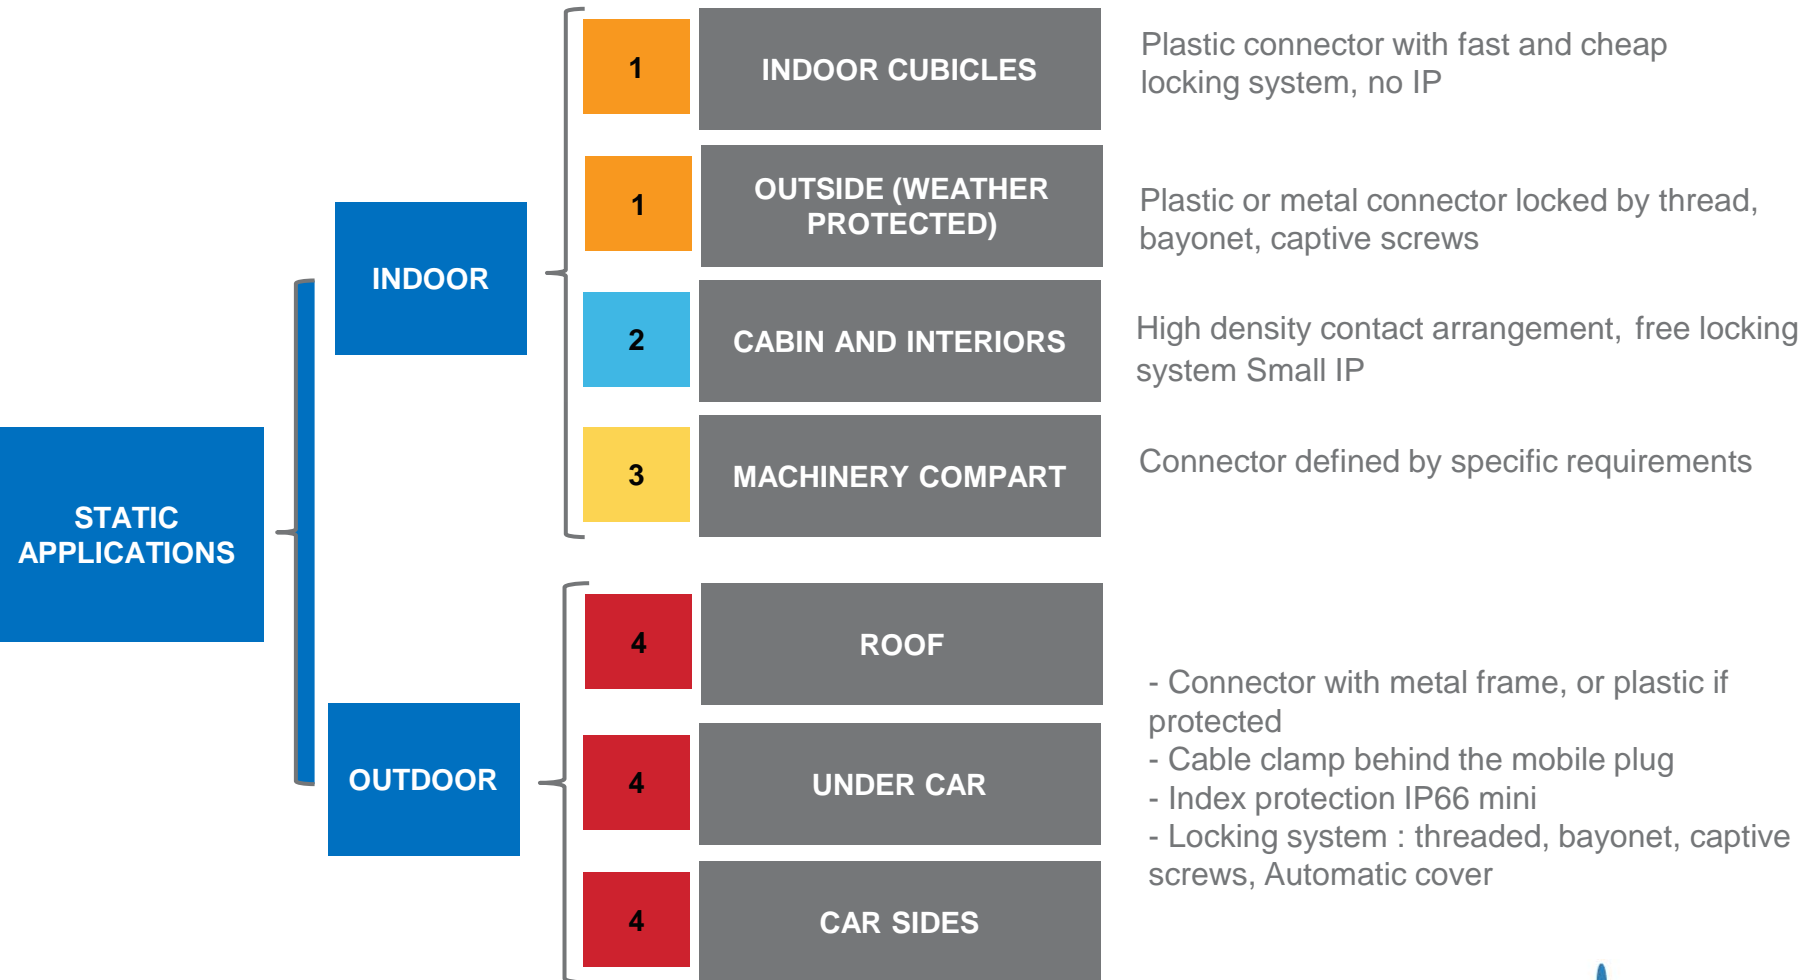 STATIC
APPLICATIONS
INDOOR
1
INDOOR CUBICLES
Plastic connector with fast and cheap
locking system, no IP
1
OUTSIDE (WEATHER
PROTECTED)
Plastic or metal connector locked by thread,
bayonet, captive screws
2
CABIN AND INTERIORS
High density contact arrangement, free locking
system Small IP
3
MACHINERY COMPART
Connector defined by specific requirements
OUTDOOR
4
ROOF
4
UNDER CAR
4
CAR SIDES
- Connector with metal frame, or plastic if
protected
- Cable clamp behind the mobile plug
- Index protection IP66 mini
- Locking system : threaded, bayonet, captive
screws, Automatic cover